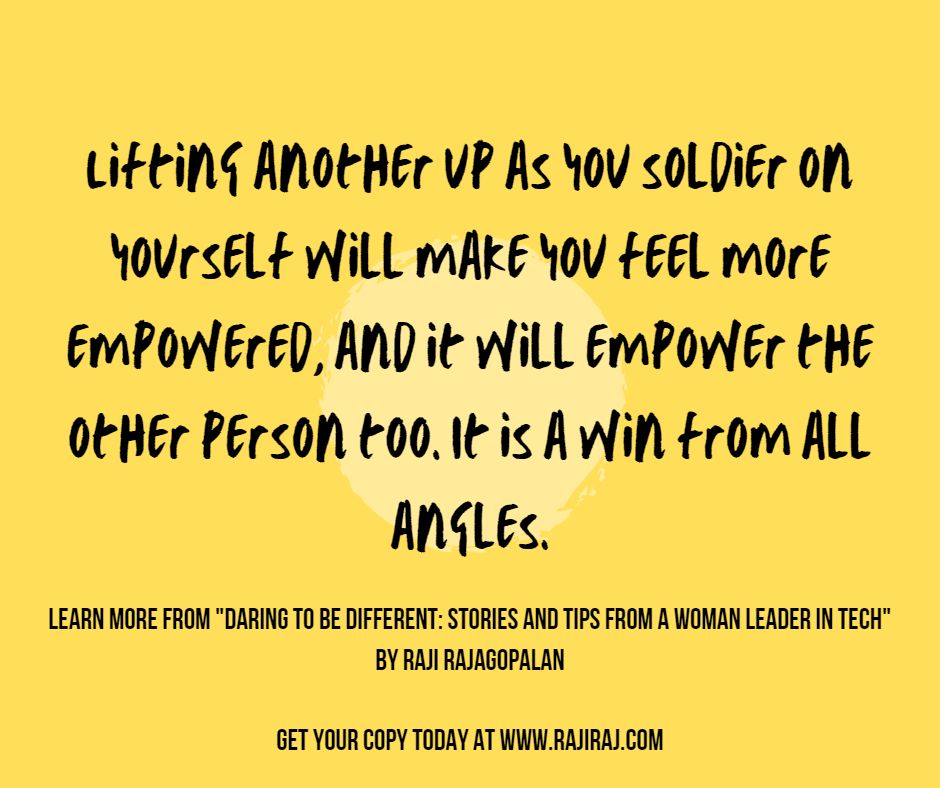 Lifting another up as you soldier on
yourself will make you feel more
empowered, and it will empower the
other person too. It is a win from all
angles.
LEARN MORE FROM "DARING TO BE DIFFERENT: STORIES AND TIPS FROM A WOMAN LEADER IN TECH"
BY RAJI RAJAGOPALAN
GET YOUR COPY TODAY AT WWW.RAJIRAJ.COM